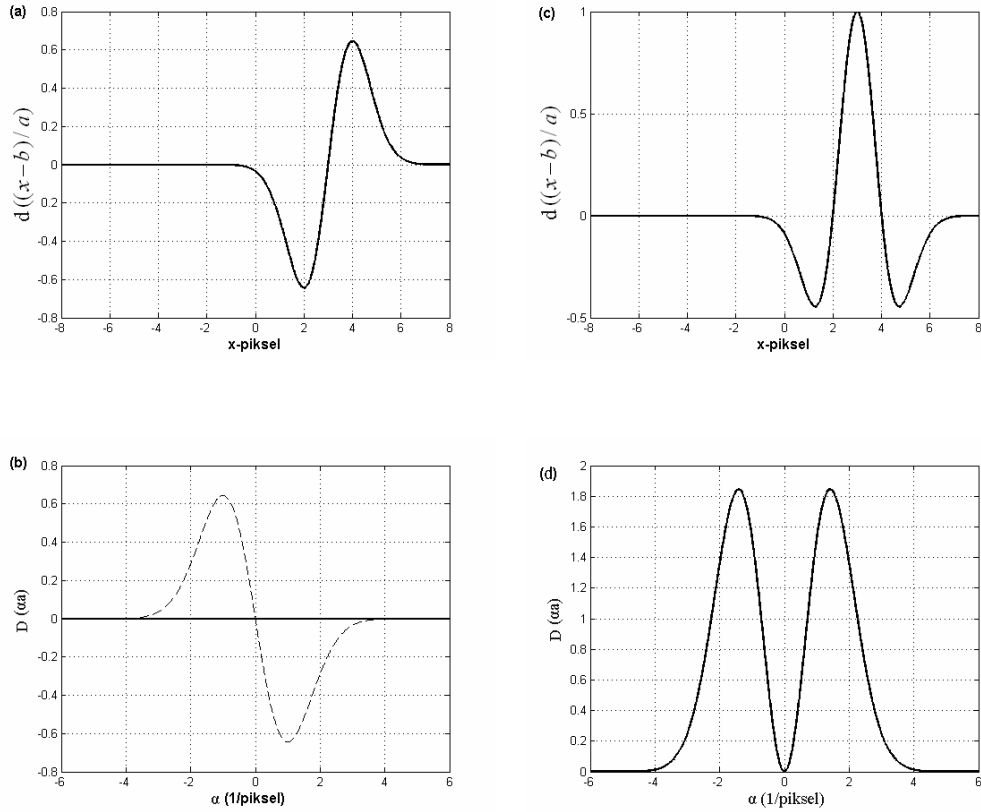 (a)
0.8
0.6
0.4
0.2
0
0.2
-0.4
-0.6
0.8
-8 -6 -4 -2 0 2 4 6 8
x-piksel
d ((x − b) / a)
(c)
1
0.5
0
-0.5
-8 -6 -4 -2 0 2 4 6 8
x-piksel
d ((x − b) / a)
(b)
0.8
0.6
0.4
0.2
0
-0.2
-0.4
-0.6
-0.8
-6 -4 -2 0 2 4 6
α (1/piksel)
D (αa)
(d)
2
1.8
1.6
1.4
1.2
1
0.8
0.6
0.4
0.2
0
-6 -4 -2 0 2 4 6
α (1/piksel)
D (αa)